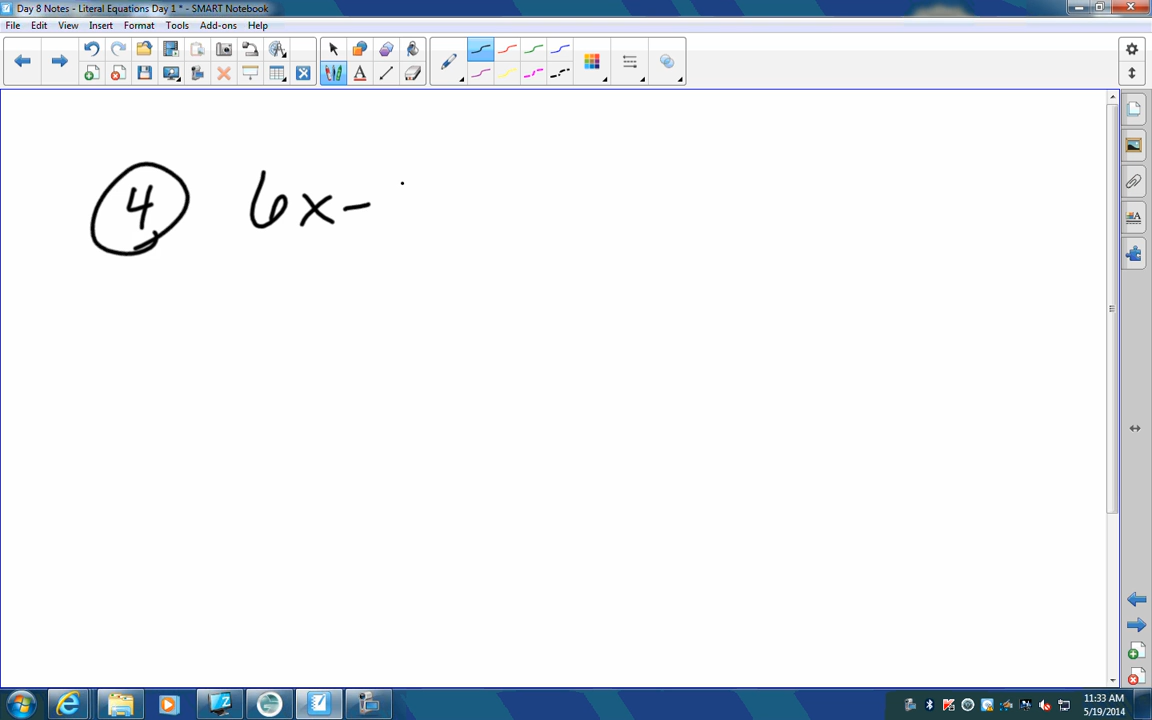 Day 8 Notes - Literal Equations Day 1 * - SMART Notebook
File Edit View Insert Format Tools Add-ons Help
4 6x-
11:33 AM
5/19/2014